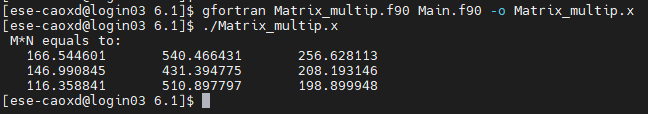 [ese-caoxd@login03 6.1]$ gfortran Matrix_multip.f90 Main.f90 -o Matrix_multip.x
[ese-caoxd@login03 6.1]$ ./Matrix_multip.x
M*N equals to:
166.544601 540.466431 256.628113
146.990845 431.394775 208.193146
116.358841 510.897797 198.899948
[ese-caoxd@login03 6.1]$